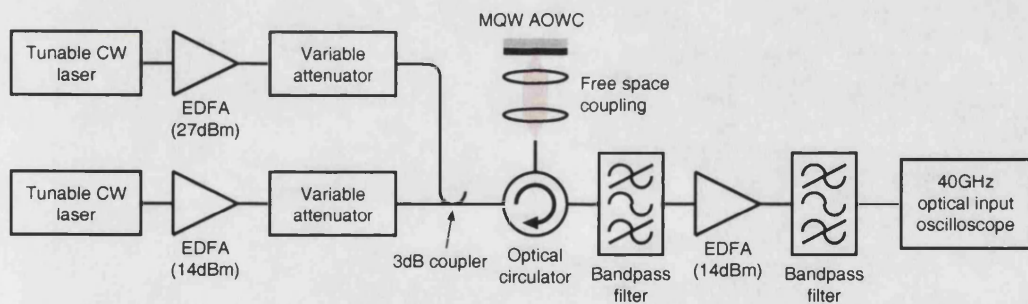 MQW AOWC
Tunable CW
laser
EDFA
(27dBm)
Variable
attenuator
Free space
coupling
Tunable CW
laser
EDFA
(14dBm)
Variable
attenuator
3dB coupler
Optical
circulator
Bandpass
filter
EDFA
(14dBm)
Bandpass
filter
40GHz
optical input
oscilloscope